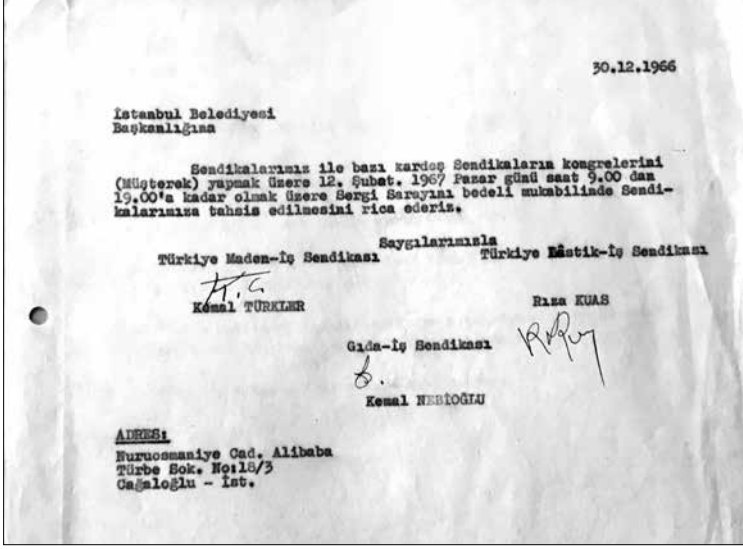 30.12.1966
İstanbul Belediyesi
Başkanlığına
Sendikalarımız ile bazı kardeş Sendikaların kongrelerini
(Müşterek) yapmak üzere 12. Şubat. 1967 Pazar günü saat 9.00 dan
19.00'a kadar olmak üzere Sergi Sarayını bedeli mukabilinde Sendi-
kalarımıza tahsis edilmesini rica ederiz.
Saygılarımızla
Türkiye Maden-İş Sendikası Türkiye Lâstik-İş Sendikası
Kemal TÜRKLER Rıza KUAS
Gıda-İş Sendikası
Kemal NEBİOĞLU
ADRES:
Nuruosmaniye Cad. Alibaba
Türbe Sok. No:18/3
Cağaloğlu - İst.